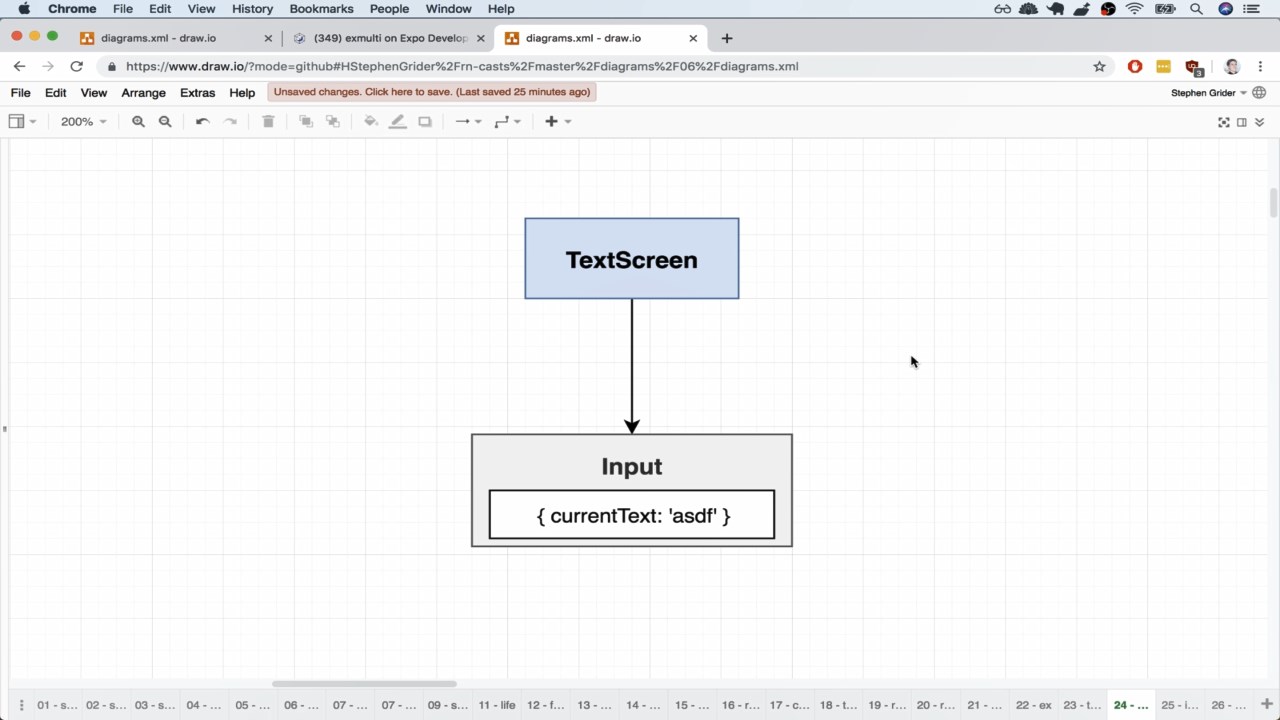 Chrome File Edit View History Bookmarks People Window Help
diagrams.xml - draw.io
(349) exmulti on Expo Develop
diagrams.xml - draw.io
https://www.draw.io/?mode=github#HStephenGrider%2Frn-casts%2Fmaster%2Fdiagrams%2F06%2Fdiagrams.xml
3
File Edit View Arrange Extras Help Unsaved changes. Click here to save. (Last saved 25 minutes ago) Stephen Grider
200%
TextScreen
Input
{ currentText: 'asdf' }
01 - s... 02 - s... 03 - s... 04 - ... 05 - ... 06 - ... 07 - ... 07 - ... 09 - s... 11 - life 12 - f... 13 - ... 14 - ... 15 - ... 16 - r... 17 - c... 18 - t... 19 - r... 20 - r... 21 - ... 22 - ex 23 - t... 24 - ... 25 - i... 26 - ...